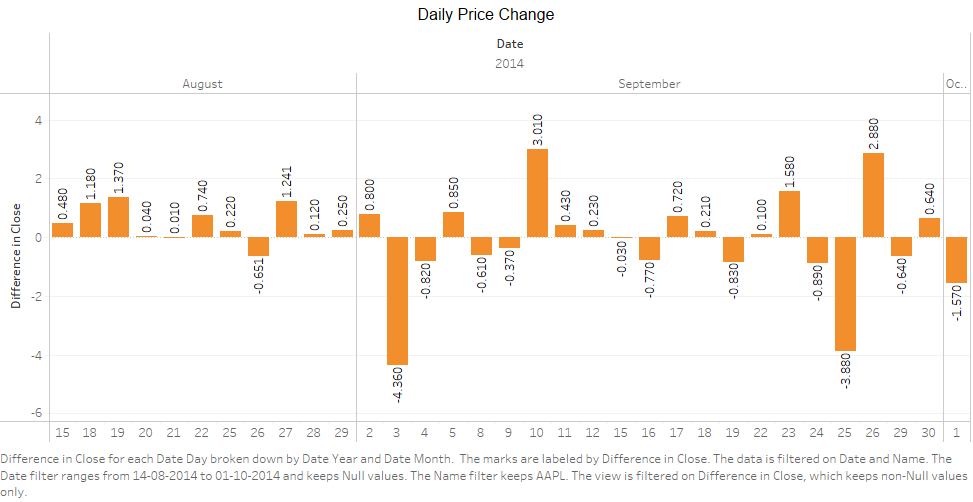 Daily Price Change
Date
2014
August September Oc..
Difference in Close
4
2
0
-2
-4
-6
0.480 1.180 1.370 0.040 0.010 0.740 0.220 -0.651 1.241 0.120 0.250 0.800 -4.360 -0.820 0.850 -0.610 -0.370 3.010 0.430 0.230 -0.030 -0.770 0.720 0.210 -0.830 0.100 1.580 -0.890 -3.880 2.880 -0.640 0.640 -1.570
15 18 19 20 21 22 25 26 27 28 29 2 3 4 5 8 9 10 11 12 15 16 17 18 19 22 23 24 25 26 29 30 1
Difference in Close for each Date Day broken down by Date Year and Date Month. The marks are labeled by Difference in Close. The data is filtered on Date and Name. The
Date filter ranges from 14-08-2014 to 01-10-2014 and keeps Null values. The Name filter keeps AAPL. The view is filtered on Difference in Close, which keeps non-Null values
only.